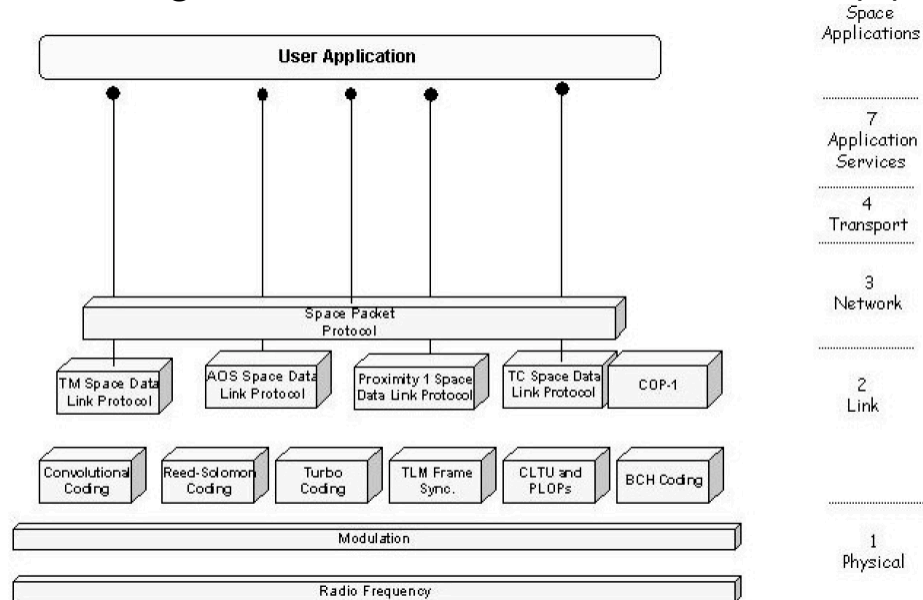 Space
Applications
User Application
7
Application
Services
4
Transport
3
Network
Space Packet
Protocol
TM Space Data
Link Protocol
AOS Space Data
Link Protocol
Proximity 1 Space
Data Link Protocol
TC Space Data
Link Protocol
COP-1
2
Link
Convolutional
Coding
Reed-Solomon
Coding
Turbo
Coding
TLM Frame
Sync.
CLTU and
PLOPs
BCH Coding
Modulation
1
Physical
Radio Frequency